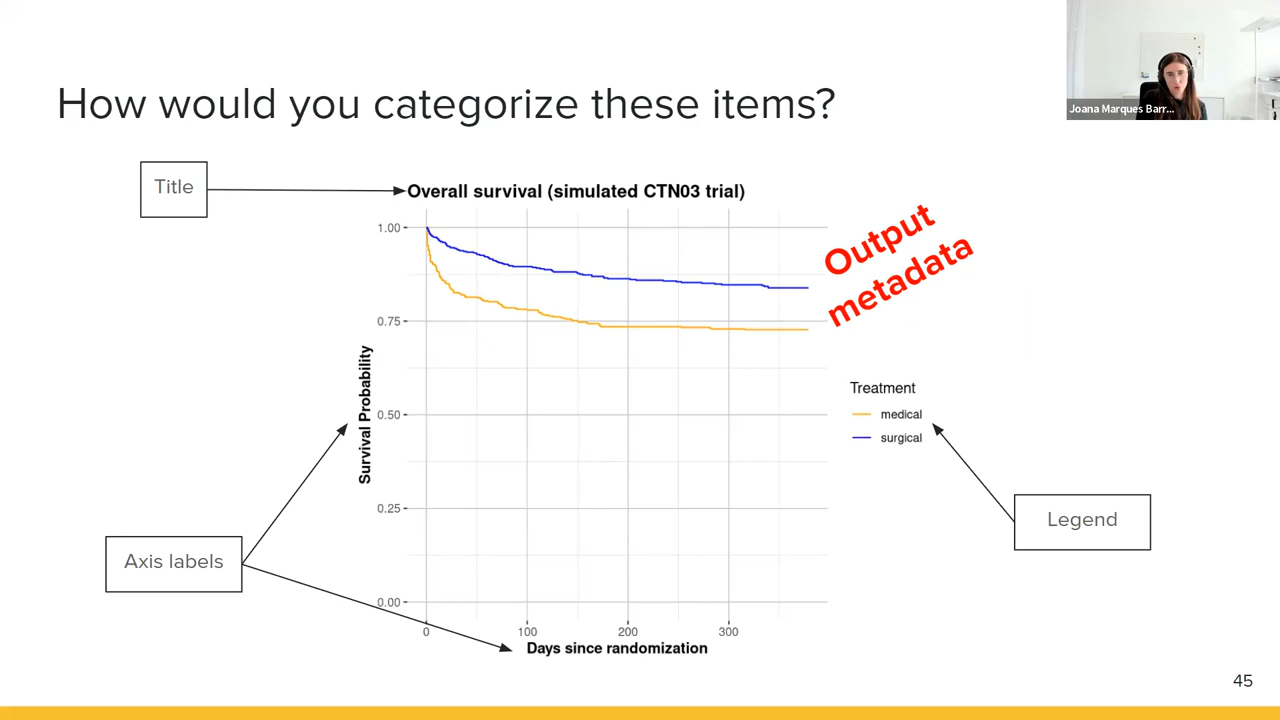 How would you categorize these items?
Joana Marques Barr...
Title
Overall survival (simulated CTN03 trial)
Output
metadata
1.00
0.75
0.50
0.25
0.00
Survival Probability
0
100
200
300
Days since randomization
Treatment
medical
surgical
Axis labels
Legend
45